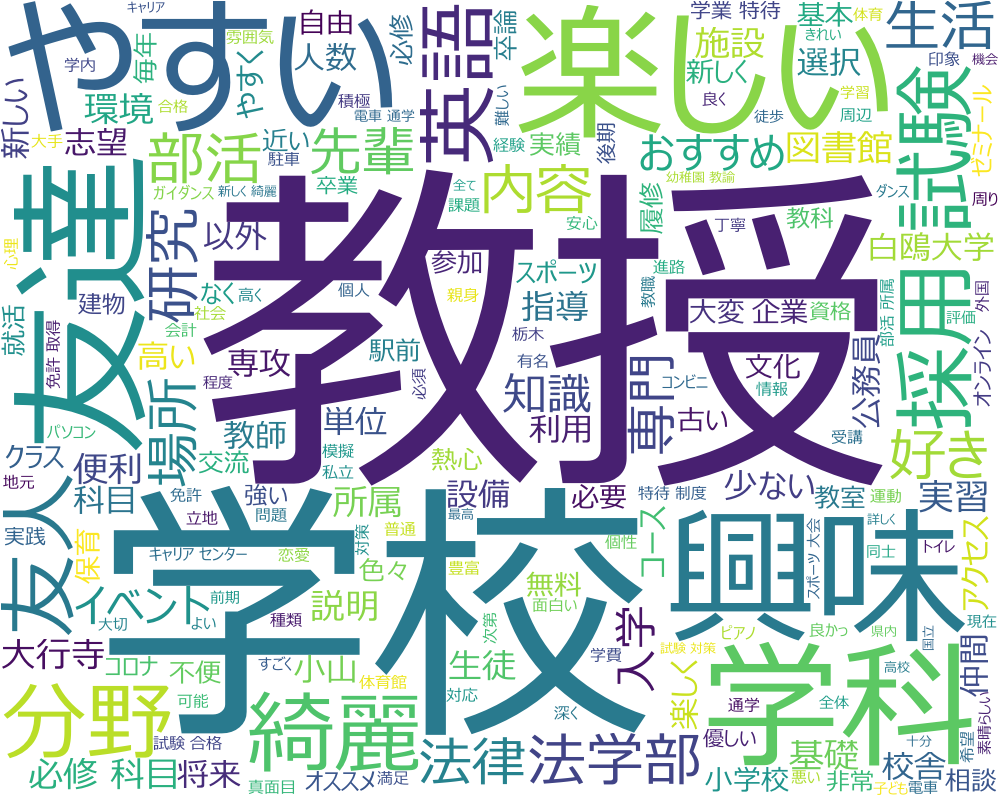 やすい
楽しい
英語
生活
キャリア
雰囲気
自由
人数
必修
卒論
学業 特待
基本
体育
施設
きれい
毎年
学内
新しく
選択
印象
機会
環境
合格
積極
電車 通学
難しい
良く
学習
新しい
大手
志望
部活
近い
駐車
先輩
経験
実績
後期
おすすめ
徒歩
周辺
図書館
試験
ゼミナール
友達
ガイダンス
新しく 綺麗
卒業
全て
課題
内容
幼稚園 教諭
安心
履修
丁寧
教科
ダンス
周り
心理
研究
以外
教授
参加
スポーツ
進路
白鴎大学
建物
なく
高く
個人
親身
指導
教職
大変
企業
資格
部活 所属
評価
外国
就活
社会
会計
免許 取得
高い
専攻
駅前
栃木
有名
文化
公務員
採用
オンライン
場所
程度
必須
知識
コンビニ
情報
専門
古い
パソコン
教師
単位
利用
受講
クラス
便利
交流
模擬
私立
熱心
好き
地元
科目
免許
強い
所属
設備
必要
特待 制度
少ない
教室
運動
実習
友人
実践
立地
問題
最高
学校
興味
詳しく
保育
キャリア センター
恋愛
対策
普通
個性
コース
スポーツ 大会
同士
トイレ
アクセス
イベント
前期
色々
豊富
無料
面白い
大切
よい
種類
説明
次第
入学
ピアノ
良かっ
県内
国立
現在
大行寺
コロナ
不便
すごく
小山
生徒
学費
試験 対策
学科
高校
仲間
分野
可能
綺麗
体育館
対応
深く
楽しく
通学
全体
優しい
十分
希望
素晴らしい
必修 科目
試験 合格
将来
真面目
オススメ
満足
法律
法学部
小学校
基礎
非常
悪い
子ども
電車
校舎
相談